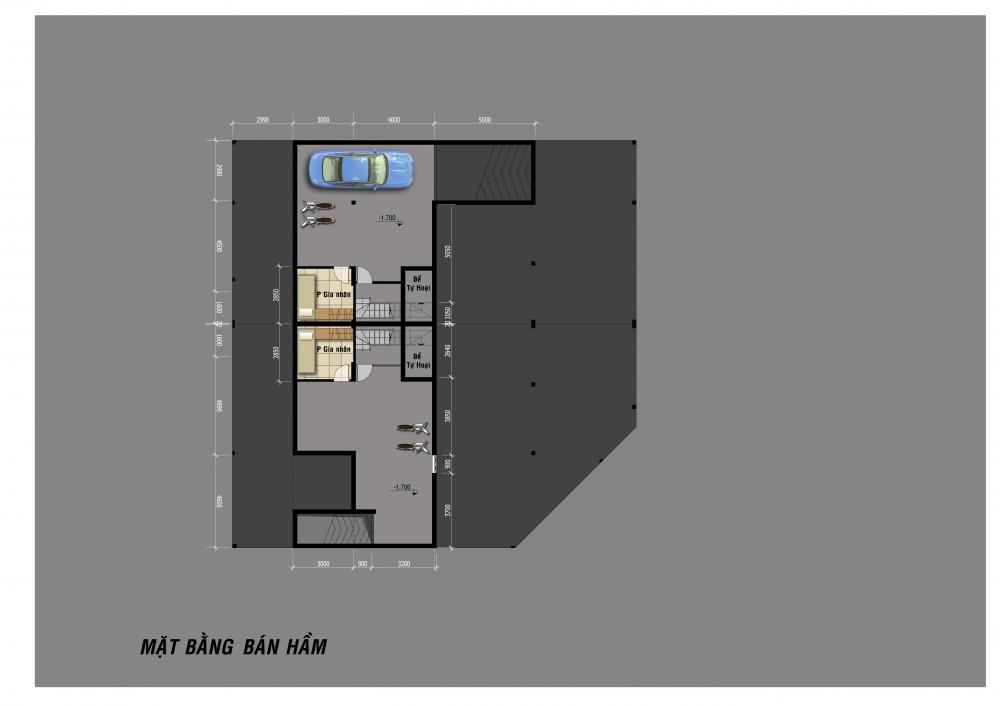 2990 3000 4000 5000
2990
-1.700
4500
5050
Bể
Tự Hoại
P Gia nhân
2850
1600
1050
1600
P Gia nhân
2850
2640
Bể
Tự Hoại
4890
3850
900
-1.700
4600
3700
3000 900 3200
MẶT BẰNG BÁN HẦM